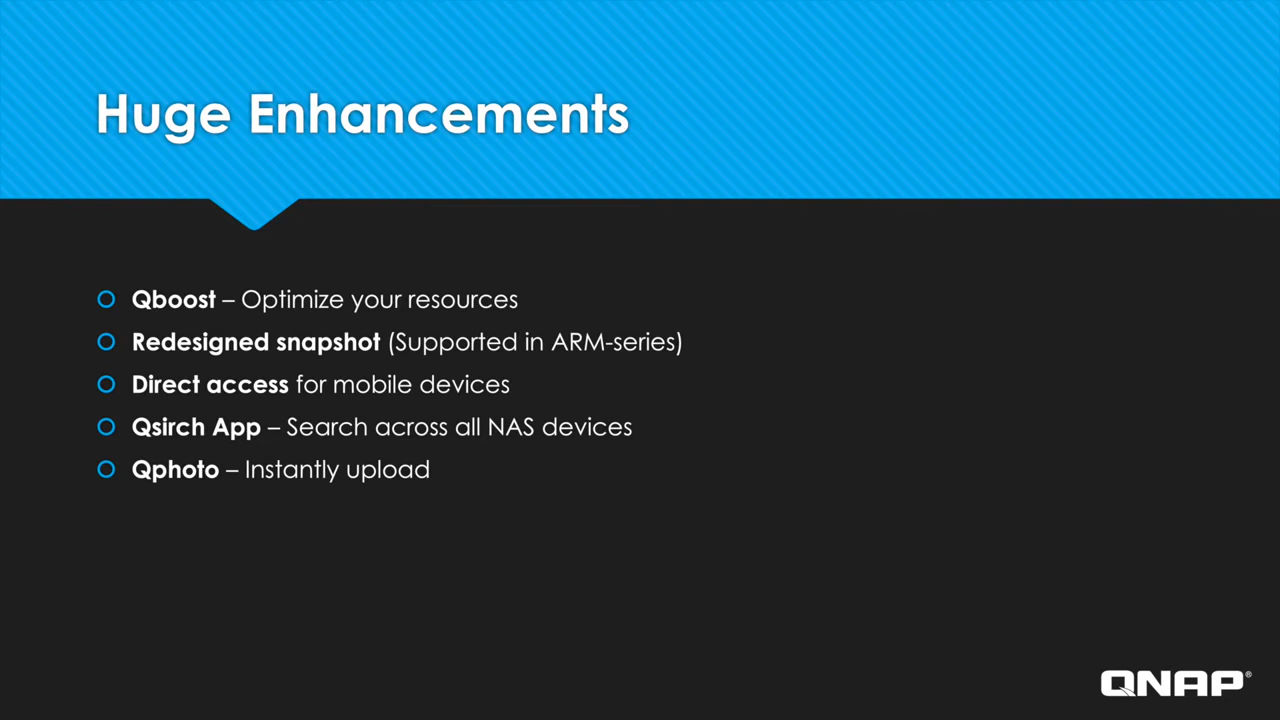 Huge Enhancements
Qboost – Optimize your resources
Redesigned snapshot (Supported in ARM-series)
Direct access for mobile devices
Qsirch App – Search across all NAS devices
Qphoto – Instantly upload
QNAP®